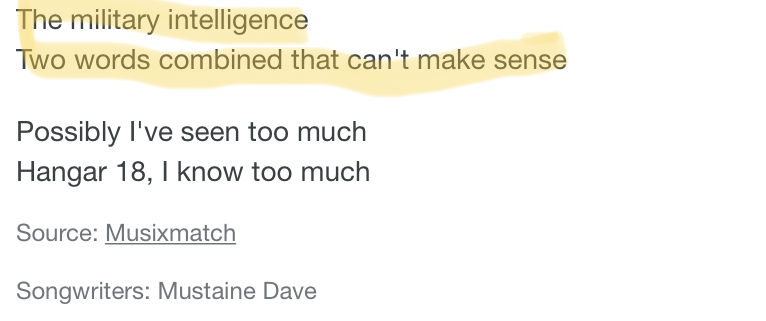 The military intelligence
Two words combined that can't make sense
Possibly I've seen too much
Hangar 18, I know too much
Source: Musixmatch
Songwriters: Mustaine Dave